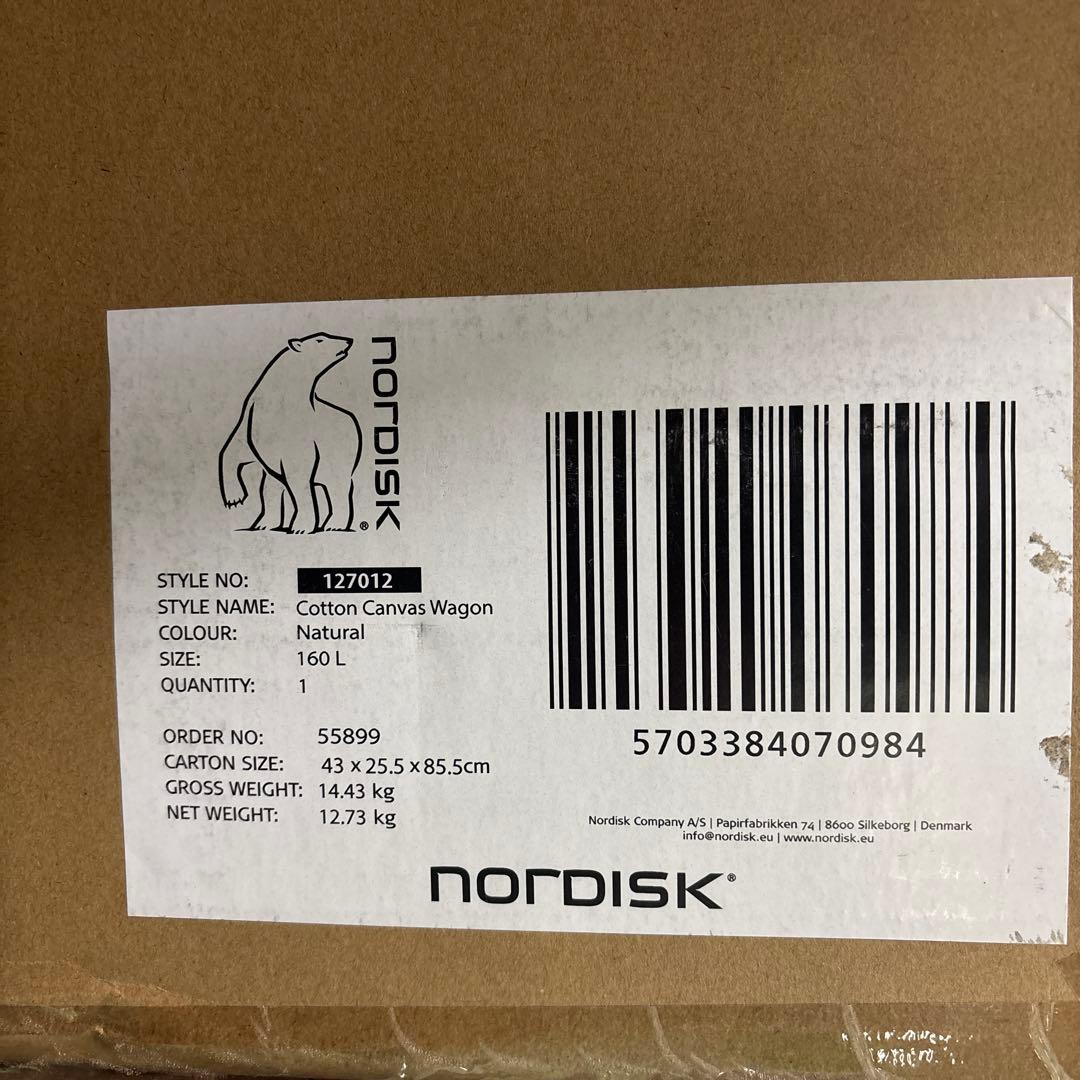 nordisk®
STYLE NO: 127012
STYLE NAME: Cotton Canvas Wagon
COLOUR: Natural
SIZE: 160 L
QUANTITY: 1
ORDER NO: 55899
CARTON SIZE: 43 x 25.5 x 85.5cm
GROSS WEIGHT: 14.43 kg
NET WEIGHT: 12.73 kg
5703384070984
Nordisk Company A/S | Papirfabrikken 74 | 8600 Silkeborg | Denmark
info@nordisk.eu | www.nordisk.eu
nordisk®